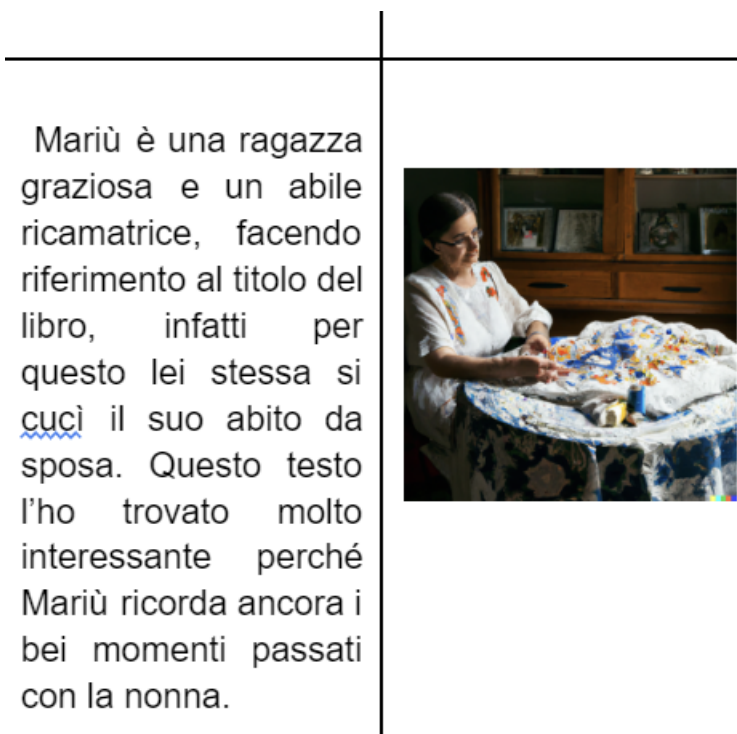 Mariù è una ragazza
graziosa e un abile
ricamatrice, facendo
riferimento al titolo del
libro, infatti per
questo lei stessa si
cucì il suo abito da
sposa. Questo testo
l'ho trovato molto
interessante perché
Mariù ricorda ancora i
bei momenti passati
con la nonna.